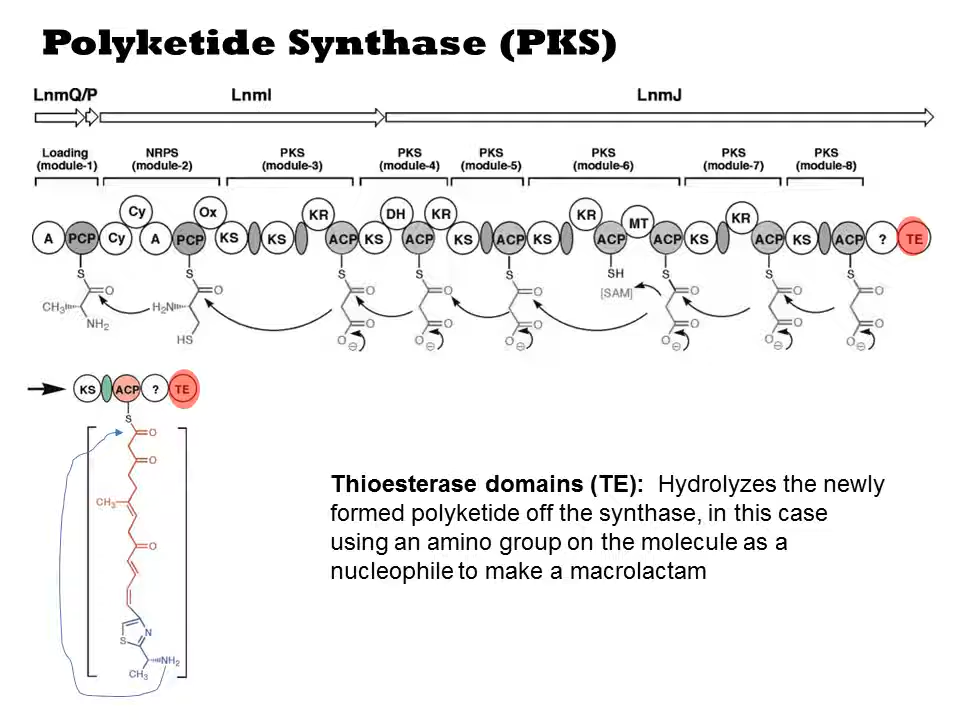 Polyketide Synthase (PKS)
LnmQ/P LnmI LnmJ
Loading NRPS PKS PKS PKS PKS PKS PKS
(module-1) (module-2) (module-3) (module-4) (module-5) (module-6) (module-7) (module-8)
Cy Ox KR DH KR KR MT KR
A PCP Cy A PCP KS KS ACP KS ACP KS ACP KS ACP ACP KS ACP KS ACP ? TE
S S S S S SH S S S
O O O O O [SAM] O O O
CH3 H2N
NH2 O O O O O O
HS O⊖ O⊖ O⊖ O⊖ O⊖ O⊖
KS ACP ? TE
S
O
O
CH3
O
Thioesterase domains (TE): Hydrolyzes the newly
formed polyketide off the synthase, in this case
using an amino group on the molecule as a
nucleophile to make a macrolactam
N
S
NH2
CH3